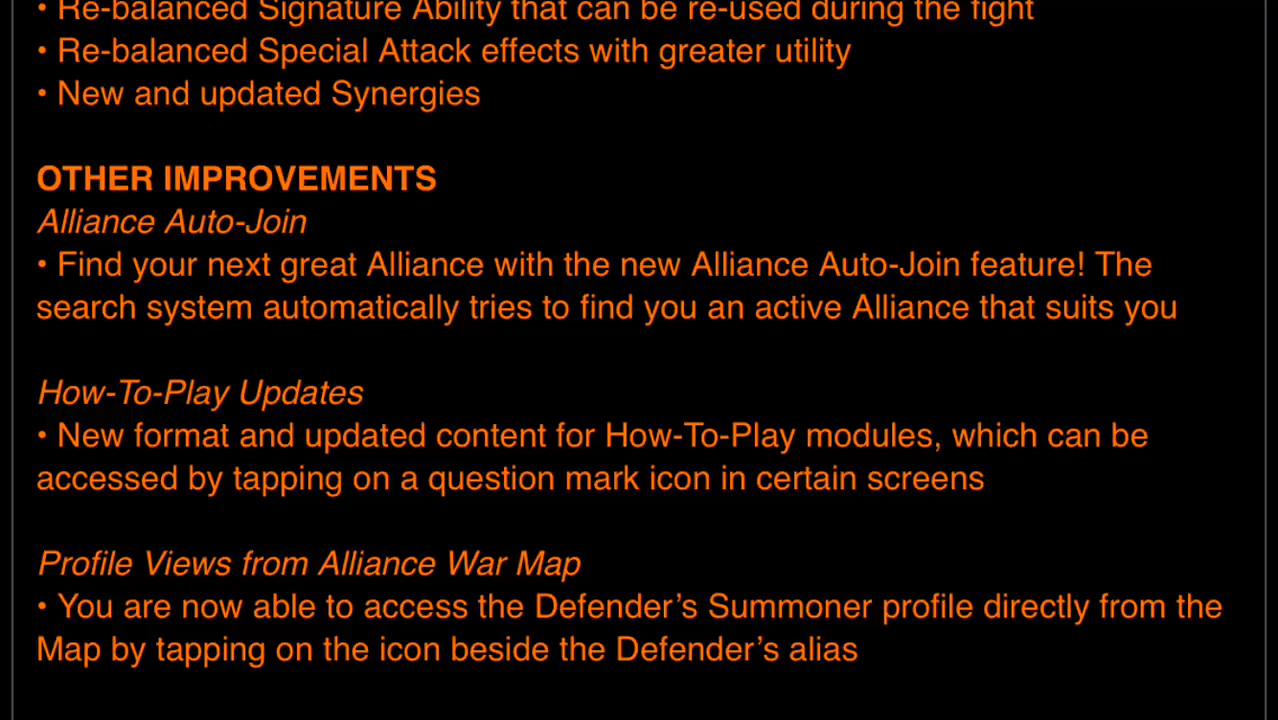 • Re-balanced Signature Ability that can be re-used during the fight
• Re-balanced Special Attack effects with greater utility
• New and updated Synergies
OTHER IMPROVEMENTS
Alliance Auto-Join
• Find your next great Alliance with the new Alliance Auto-Join feature! The
search system automatically tries to find you an active Alliance that suits you
How-To-Play Updates
• New format and updated content for How-To-Play modules, which can be
accessed by tapping on a question mark icon in certain screens
Profile Views from Alliance War Map
• You are now able to access the Defender’s Summoner profile directly from the
Map by tapping on the icon beside the Defender’s alias